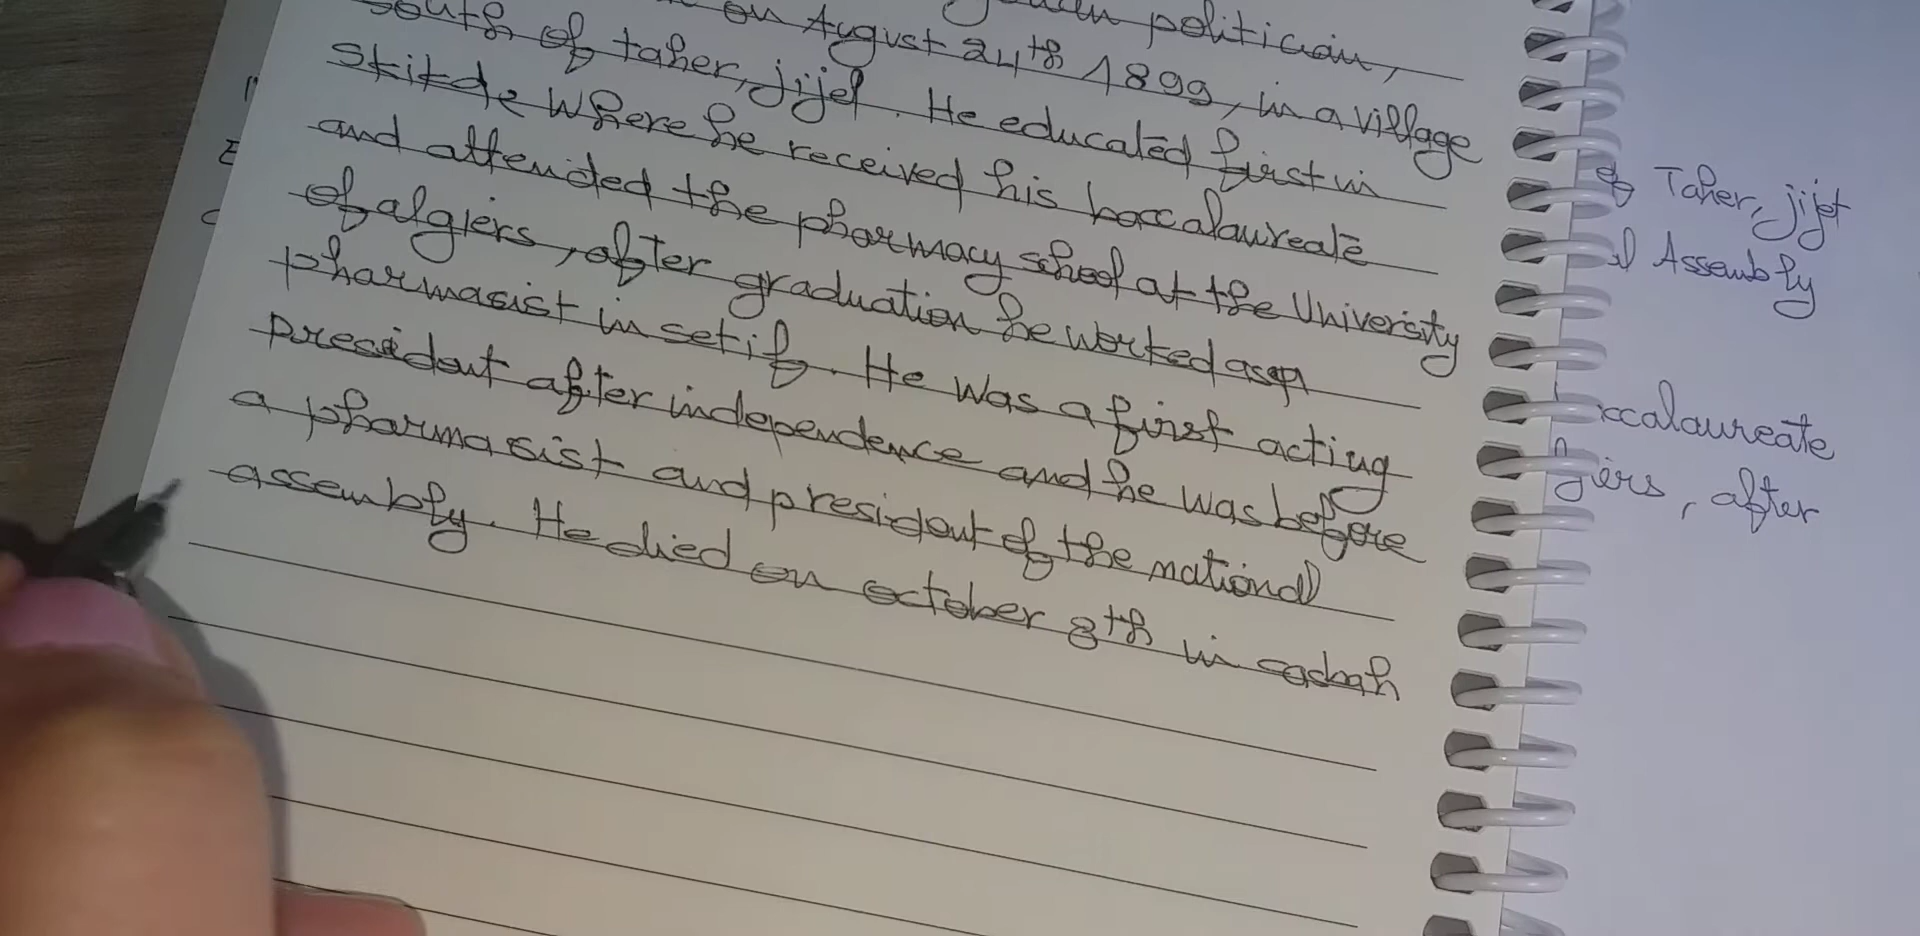 politician,
on August 24th 1899, in a village
south of taher, jijel. He educated first in
Skikde where he received his baccalaureate
and attended the pharmacy school at the University
of algiers, after graduation he worked as a
pharmasist in setif. He was a first acting
president after independence and he was before
a pharmasist and president of the national
assembly. He died on october 8th in
of Taher, jijel
Assembly
ccalaureate
giers, after